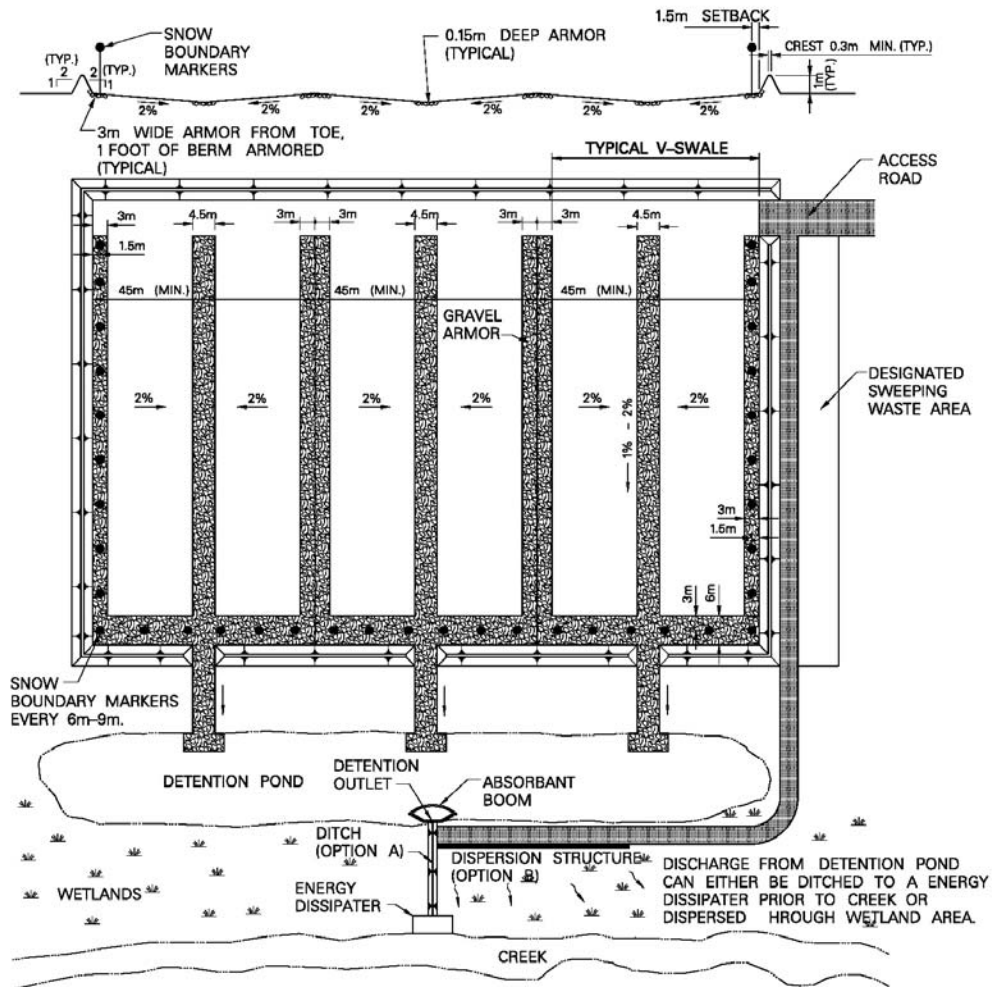 1.5m SETBACK
SNOW
BOUNDARY
MARKERS
0.15m DEEP ARMOR
(TYPICAL)
CREST 0.3m MIN. (TYP.)
(TYP.)
2
1
2
(TYP.)
1
1m
(TYP.)
2%
2%
2%
2%
2%
2%
3m WIDE ARMOR FROM TOE,
1 FOOT OF BERM ARMORED
(TYPICAL)
TYPICAL V-SWALE
ACCESS
ROAD
3m
4.5m
3m
3m
4.5m
3m
3m
4.5m
1.5m
45m (MIN.)
45m (MIN.)
45m (MIN.)
GRAVEL
ARMOR
DESIGNATED
SWEEPING
WASTE AREA
2%
2%
2%
2%
2%
2%
1% - 2%
3m
1.5m
3m
6m
SNOW
BOUNDARY MARKERS
EVERY 6m-9m.
DETENTION POND
DETENTION
OUTLET
ABSORBANT
BOOM
DITCH
(OPTION A)
DISPERSION STRUCTURE
(OPTION B)
WETLANDS
ENERGY
DISSIPATER
DISCHARGE FROM DETENTION POND
CAN EITHER BE DITCHED TO A ENERGY
DISSIPATER PRIOR TO CREEK OR
DISPERSED HROUGH WETLAND AREA.
CREEK